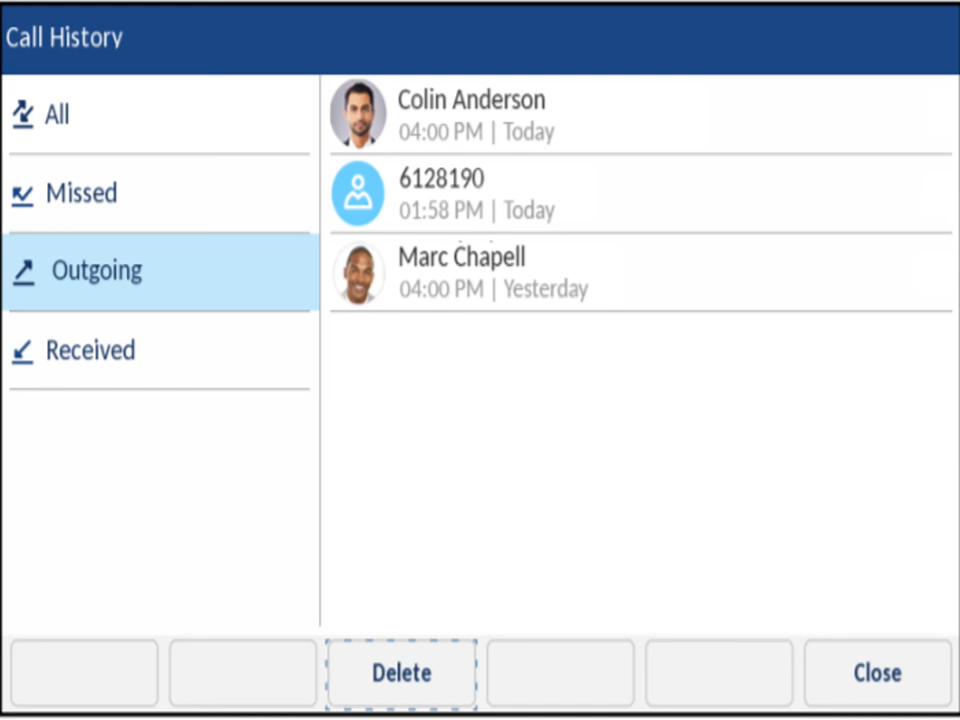 Call History
All
Missed
Outgoing
Received
Colin Anderson
04:00 PM | Today
6128190
01:58 PM | Today
Marc Chapell
04:00 PM | Yesterday
Delete
Close